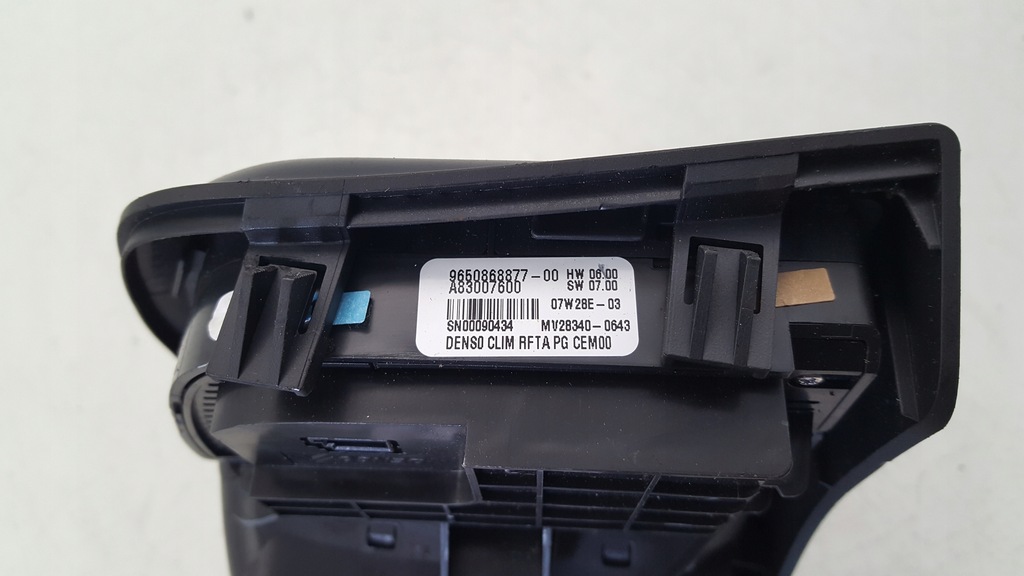 9650868877-00 HW 06.00
A83007600 SW 07.00
07W28E-03
SN00090434 MV28340-0643
DENSO CLIM RFTA PG CEM00